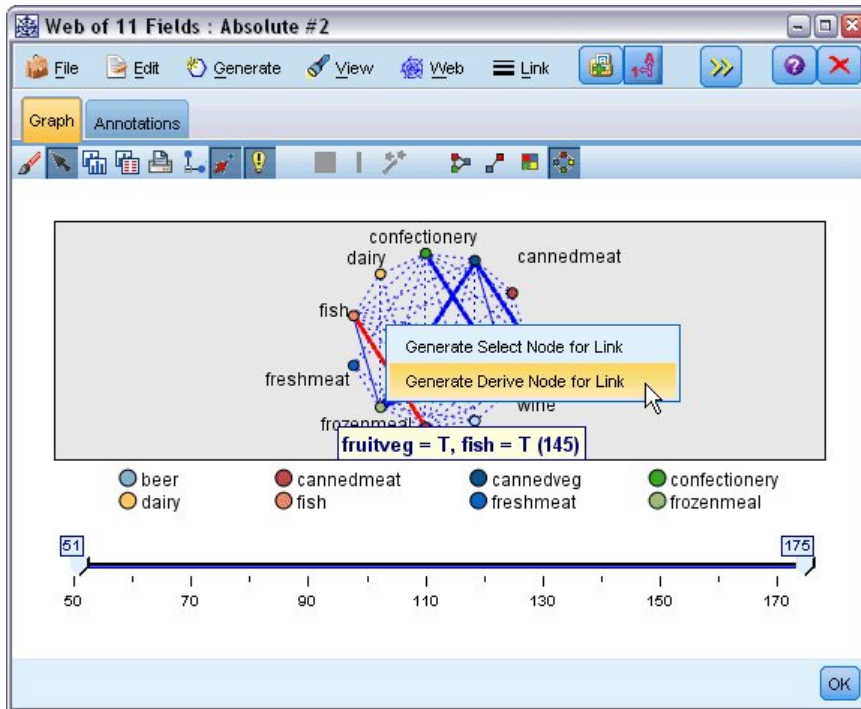 Web of 11 Fields : Absolute #2
File Edit Generate View Web Link
Graph Annotations
confectionery
dairy cannedmeat
fish
Generate Select Node for Link
freshmeat Generate Derive Node for Link
wine
frozenmeal
fruitveg = T, fish = T (145)
beer cannedmeat cannedveg confectionery
dairy fish freshmeat frozenmeal
51 175
50 70 90 110 130 150 170
OK